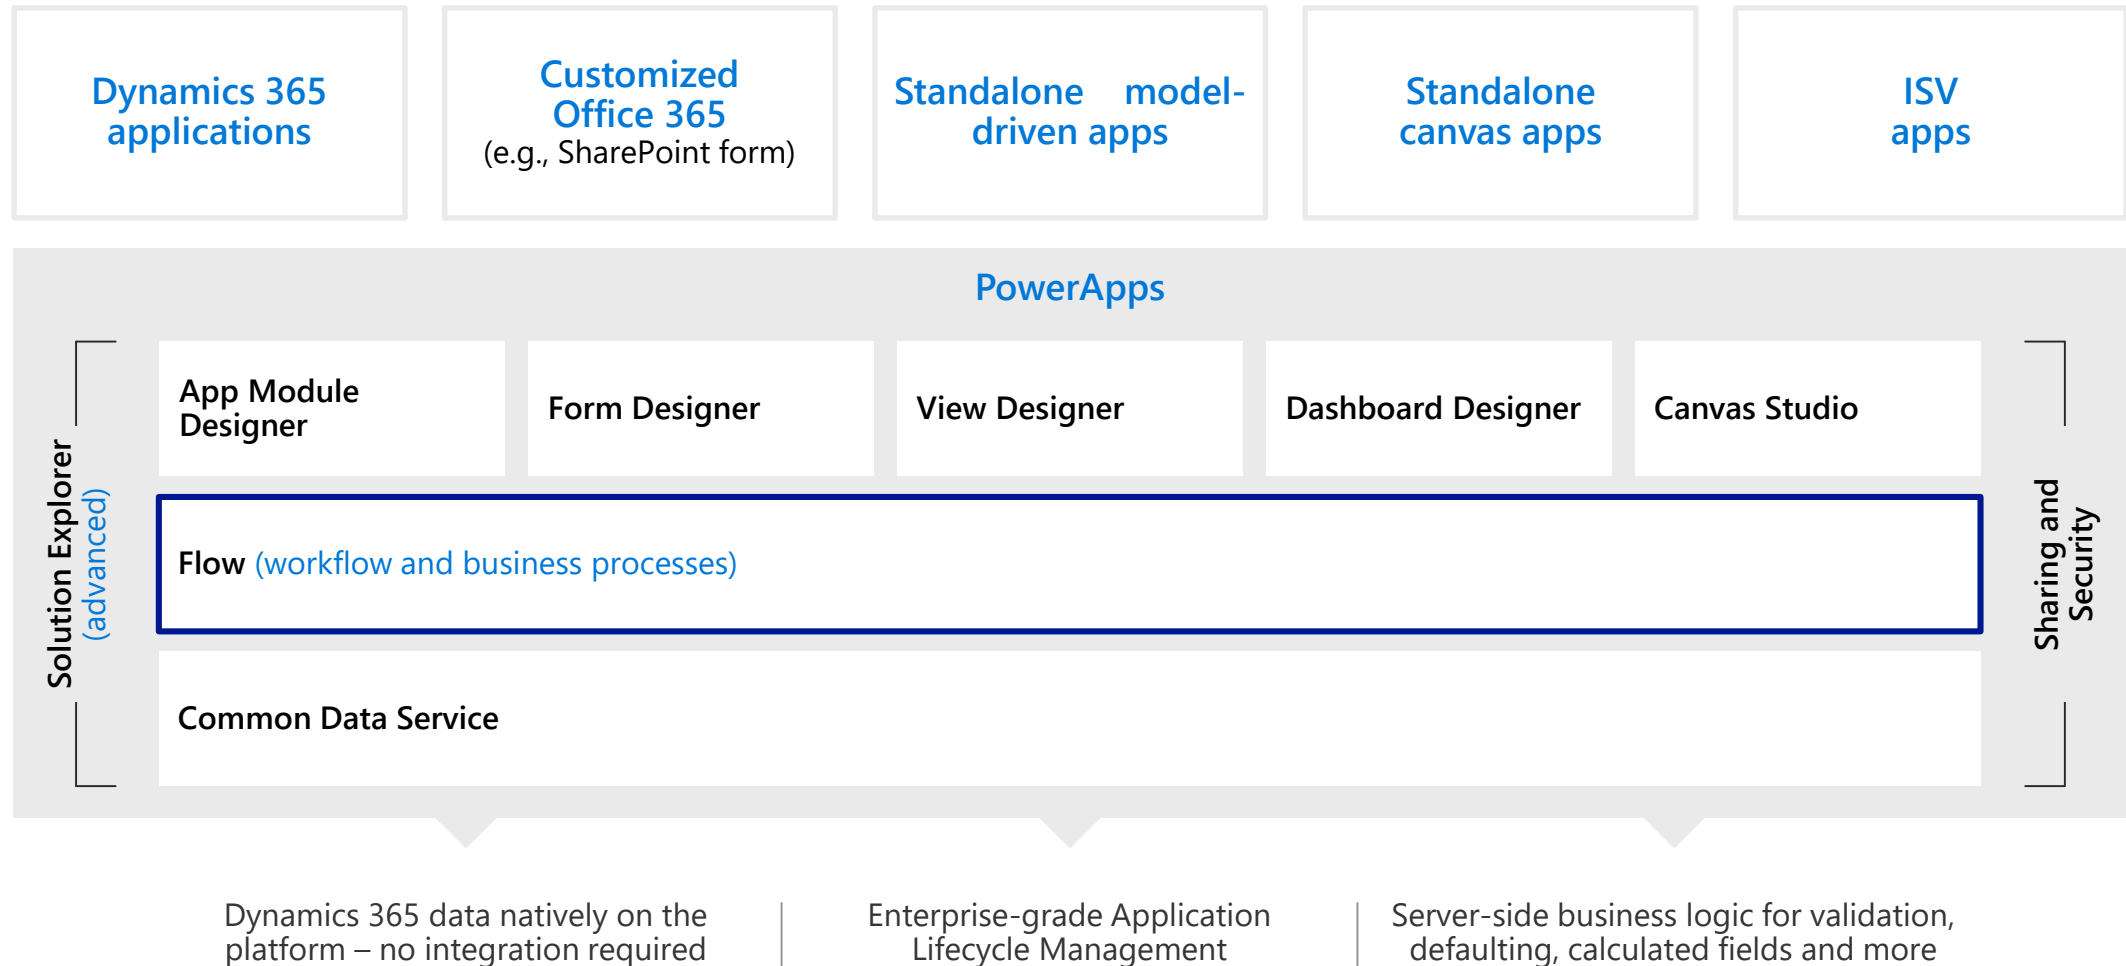 Dynamics 365
applications
Customized
Office 365
(e.g., SharePoint form)
Standalone model-
driven apps
Standalone
canvas apps
ISV
apps
PowerApps
Solution Explorer
(advanced)
App Module
Designer
Form Designer
View Designer
Dashboard Designer
Canvas Studio
Flow (workflow and business processes)
Common Data Service
Sharing and
Security
Dynamics 365 data natively on the
platform – no integration required
Enterprise-grade Application
Lifecycle Management
Server-side business logic for validation,
defaulting, calculated fields and more